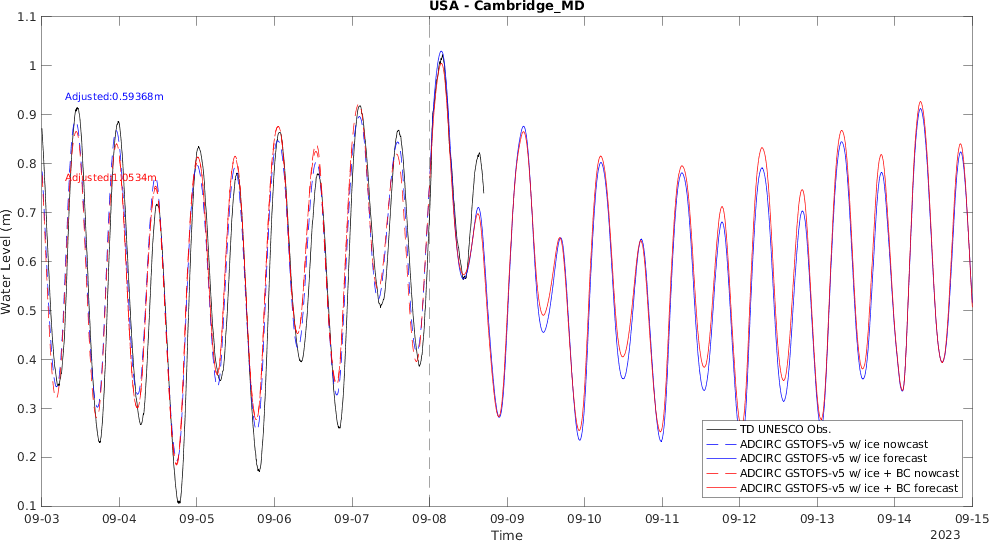 USA - Cambridge_MD
1.1
1
0.9
0.8
0.7
0.6
0.5
0.4
0.3
0.2
0.1
Water Level (m)
Adjusted:0.59368m
Adjusted:1.0534m
TD UNESCO Obs.
ADCIRC GSTOFS-v5 w/ ice nowcast
ADCIRC GSTOFS-v5 w/ ice forecast
ADCIRC GSTOFS-v5 w/ ice + BC nowcast
ADCIRC GSTOFS-v5 w/ ice + BC forecast
09-03 09-04 09-05 09-06 09-07 09-08 09-09 09-10 09-11 09-12 09-13 09-14 09-15
Time
2023